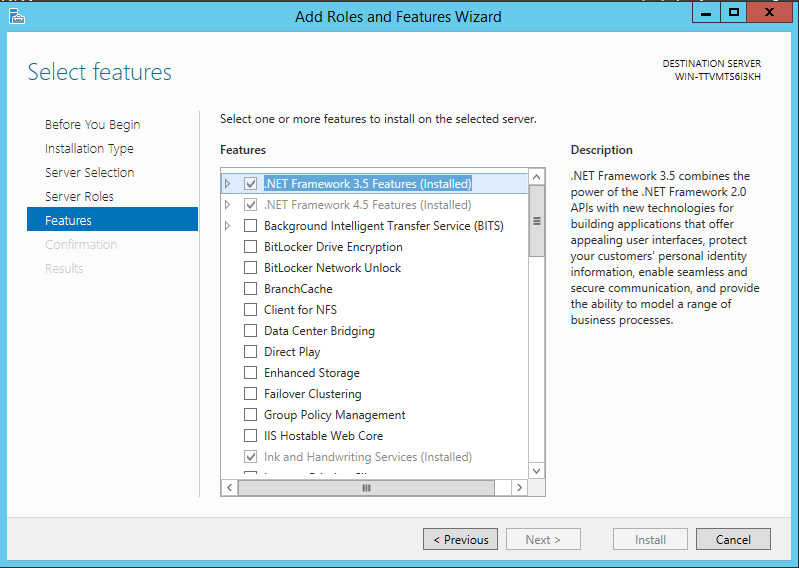 Add Roles and Features Wizard
Select features
DESTINATION SERVER
WIN-TTVMTS6I3KH
Before You Begin
Installation Type
Server Selection
Server Roles
Features
Confirmation
Results
Select one or more features to install on the selected server.
Features
.NET Framework 3.5 Features (Installed)
.NET Framework 4.5 Features (Installed)
Background Intelligent Transfer Service (BITS)
BitLocker Drive Encryption
BitLocker Network Unlock
BranchCache
Client for NFS
Data Center Bridging
Direct Play
Enhanced Storage
Failover Clustering
Group Policy Management
IIS Hostable Web Core
Ink and Handwriting Services (Installed)
Description
.NET Framework 3.5 combines the
power of the .NET Framework 2.0
APIs with new technologies for
building applications that offer
appealing user interfaces, protect
your customers' personal identity
information, enable seamless and
secure communication, and provide
the ability to model a range of
business processes.
< Previous
Next >
Install
Cancel